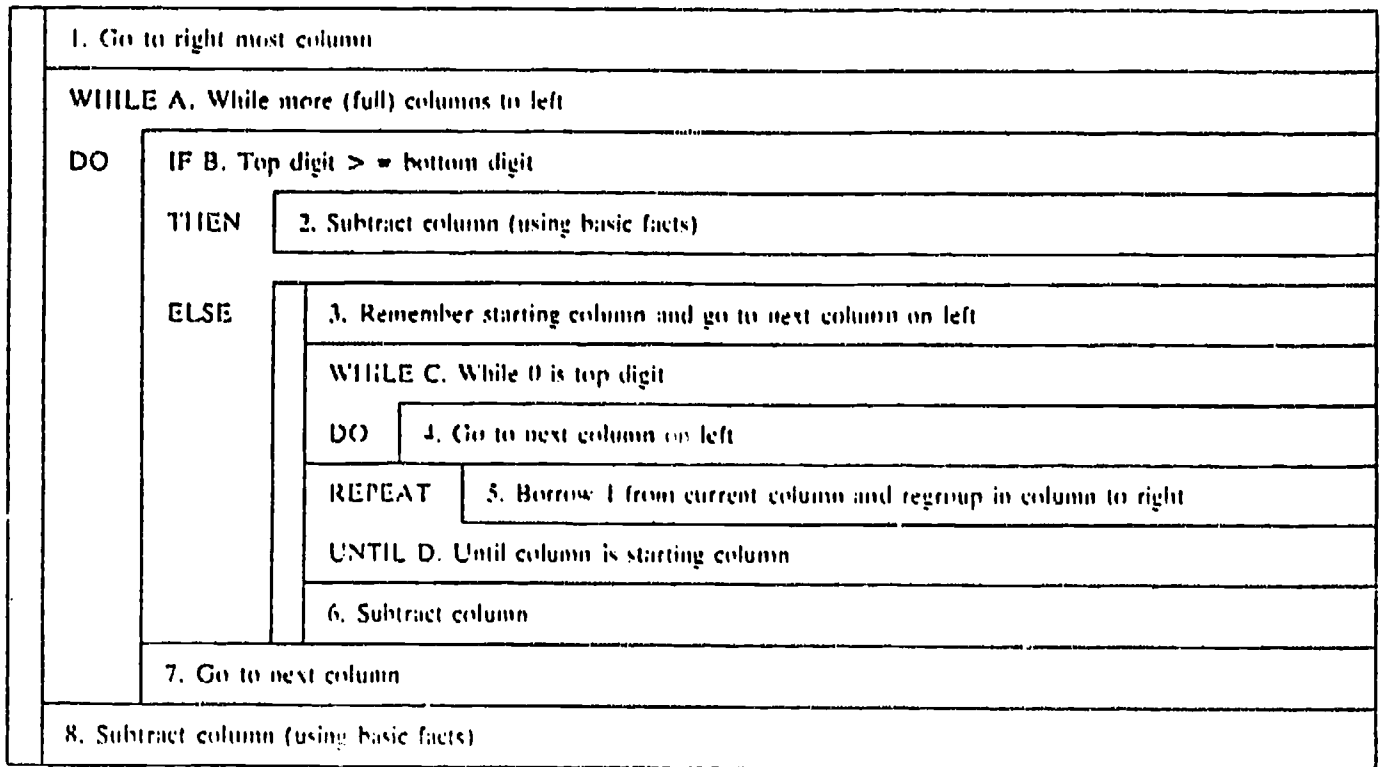 1. Go to right most column
WHILE A. While more (full) columns to left
DO IF B. Top digit > = bottom digit
THEN 2. Subtract column (using basic facts)
ELSE 3. Remember starting column and go to next column on left
WHILE C. While 0 is top digit
DO 4. Go to next column on left
REPEAT 5. Borrow 1 from current column and regroup in column to right
UNTIL D. Until column is starting column
6. Subtract column
7. Go to next column
8. Subtract column (using basic facts)